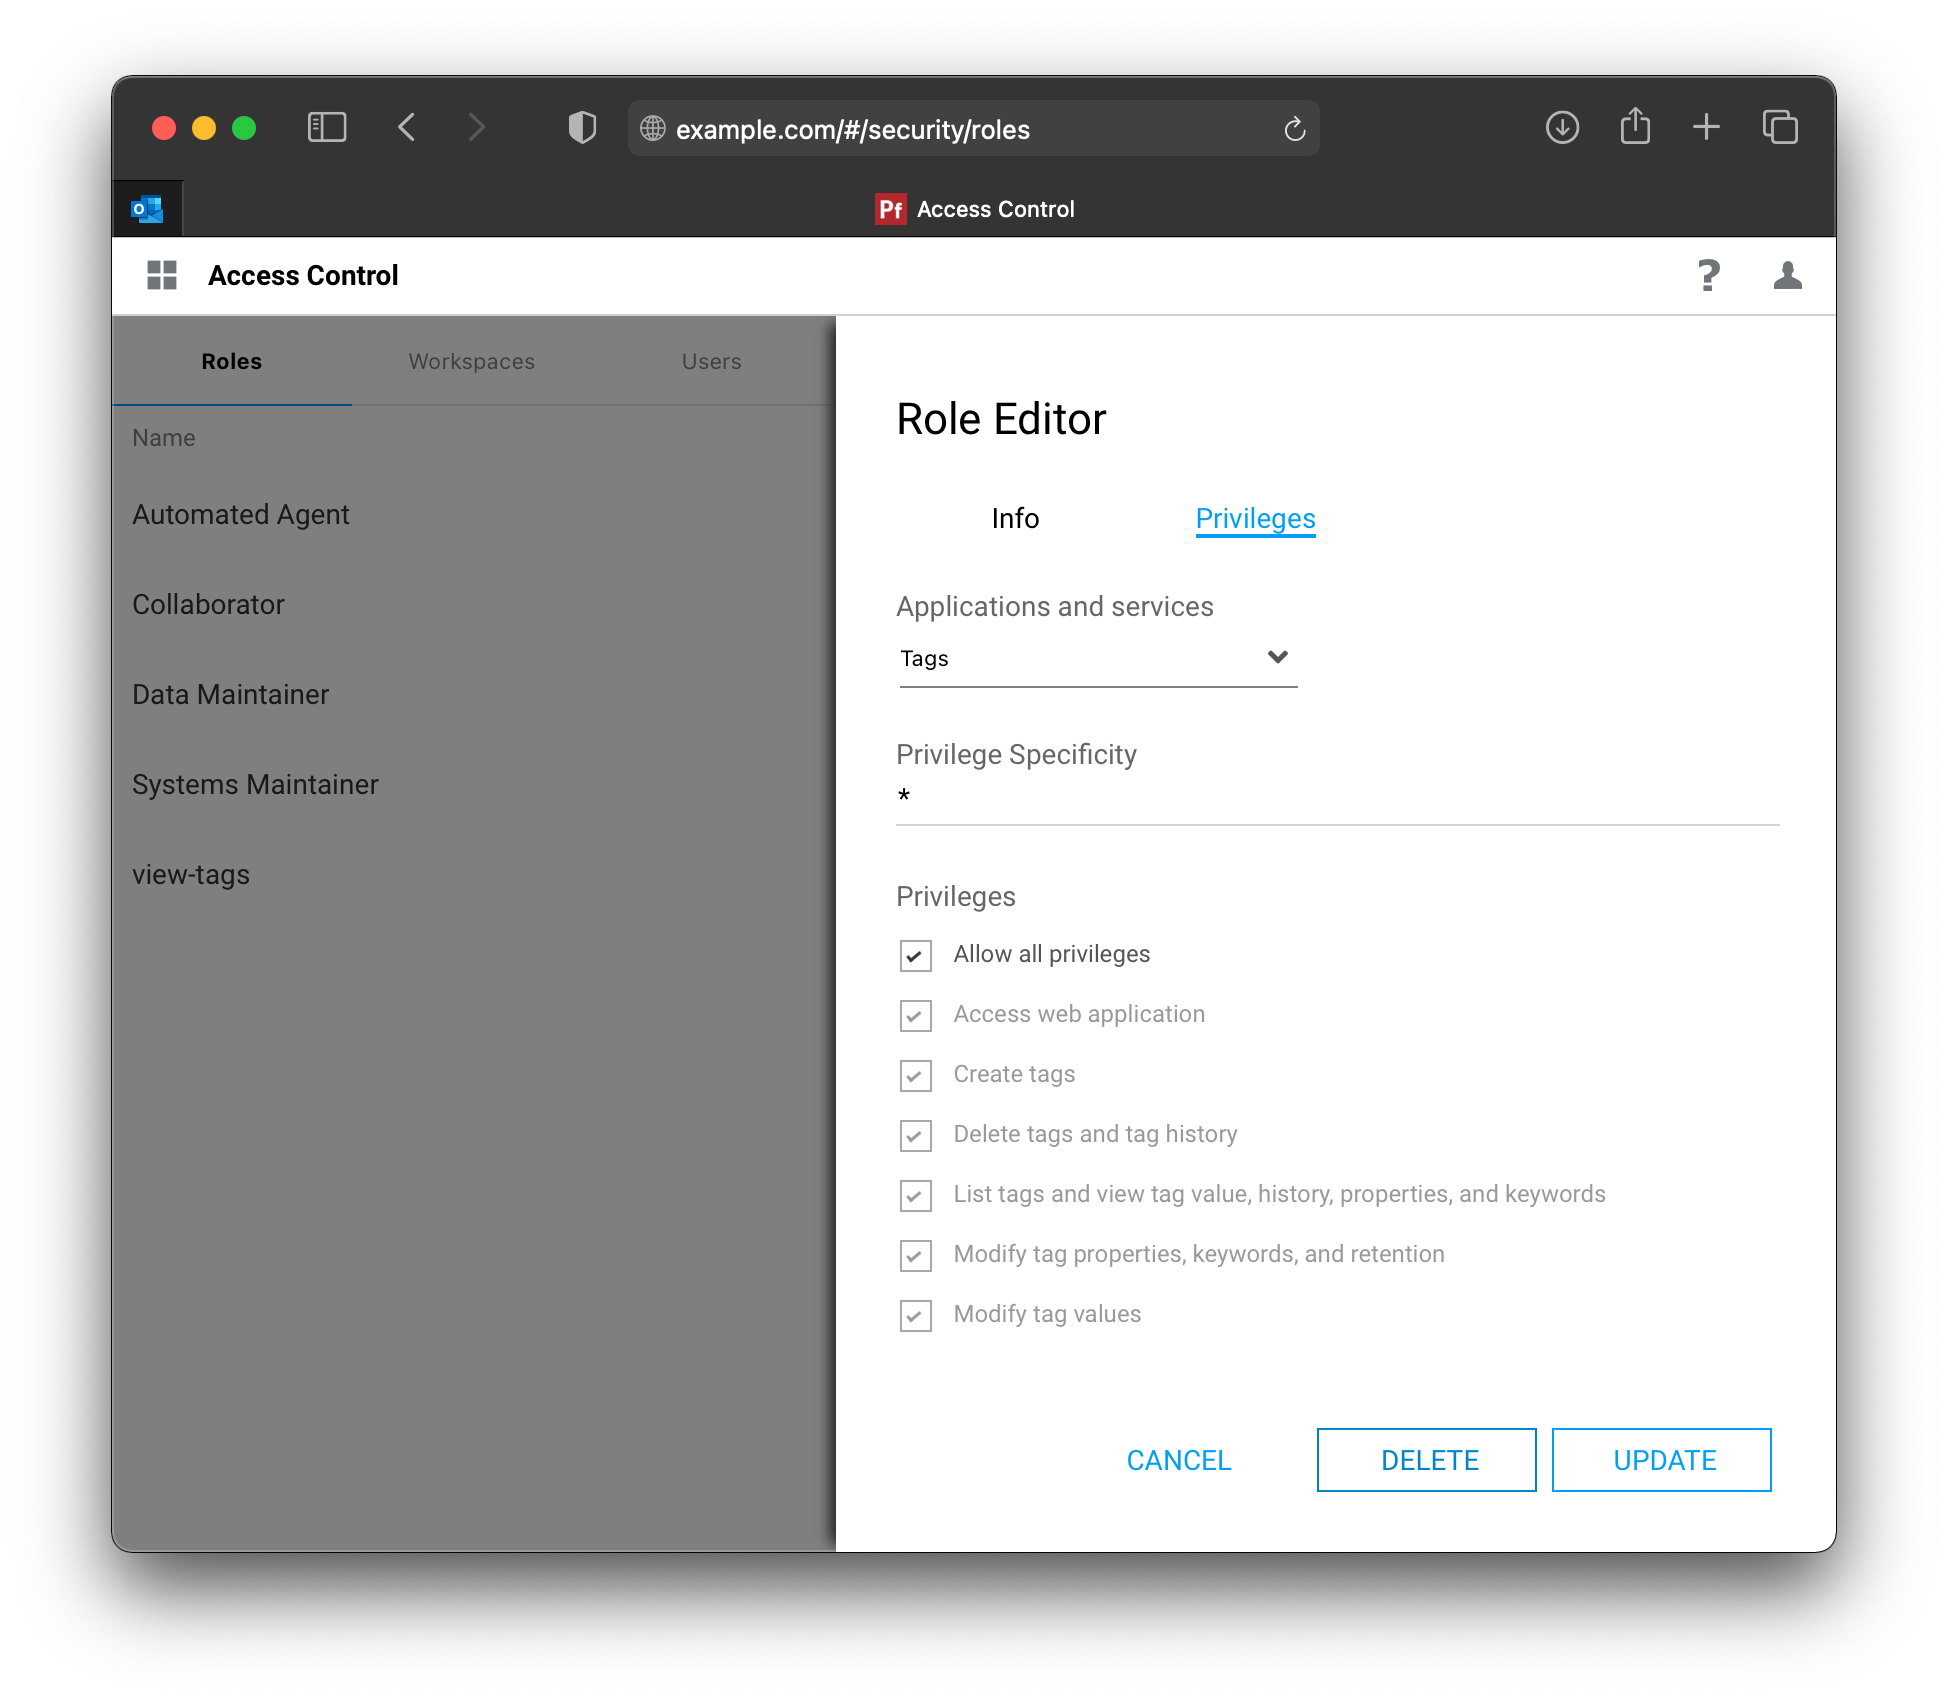 example.com/#/security/roles
O
Pf Access Control
Access Control
?
Roles Workspaces Users
Name
Automated Agent
Collaborator
Data Maintainer
Systems Maintainer
view-tags
Role Editor
Info Privileges
Applications and services
Tags
Privilege Specificity
*
Privileges
Allow all privileges
Access web application
Create tags
Delete tags and tag history
List tags and view tag value, history, properties, and keywords
Modify tag properties, keywords, and retention
Modify tag values
CANCEL DELETE UPDATE